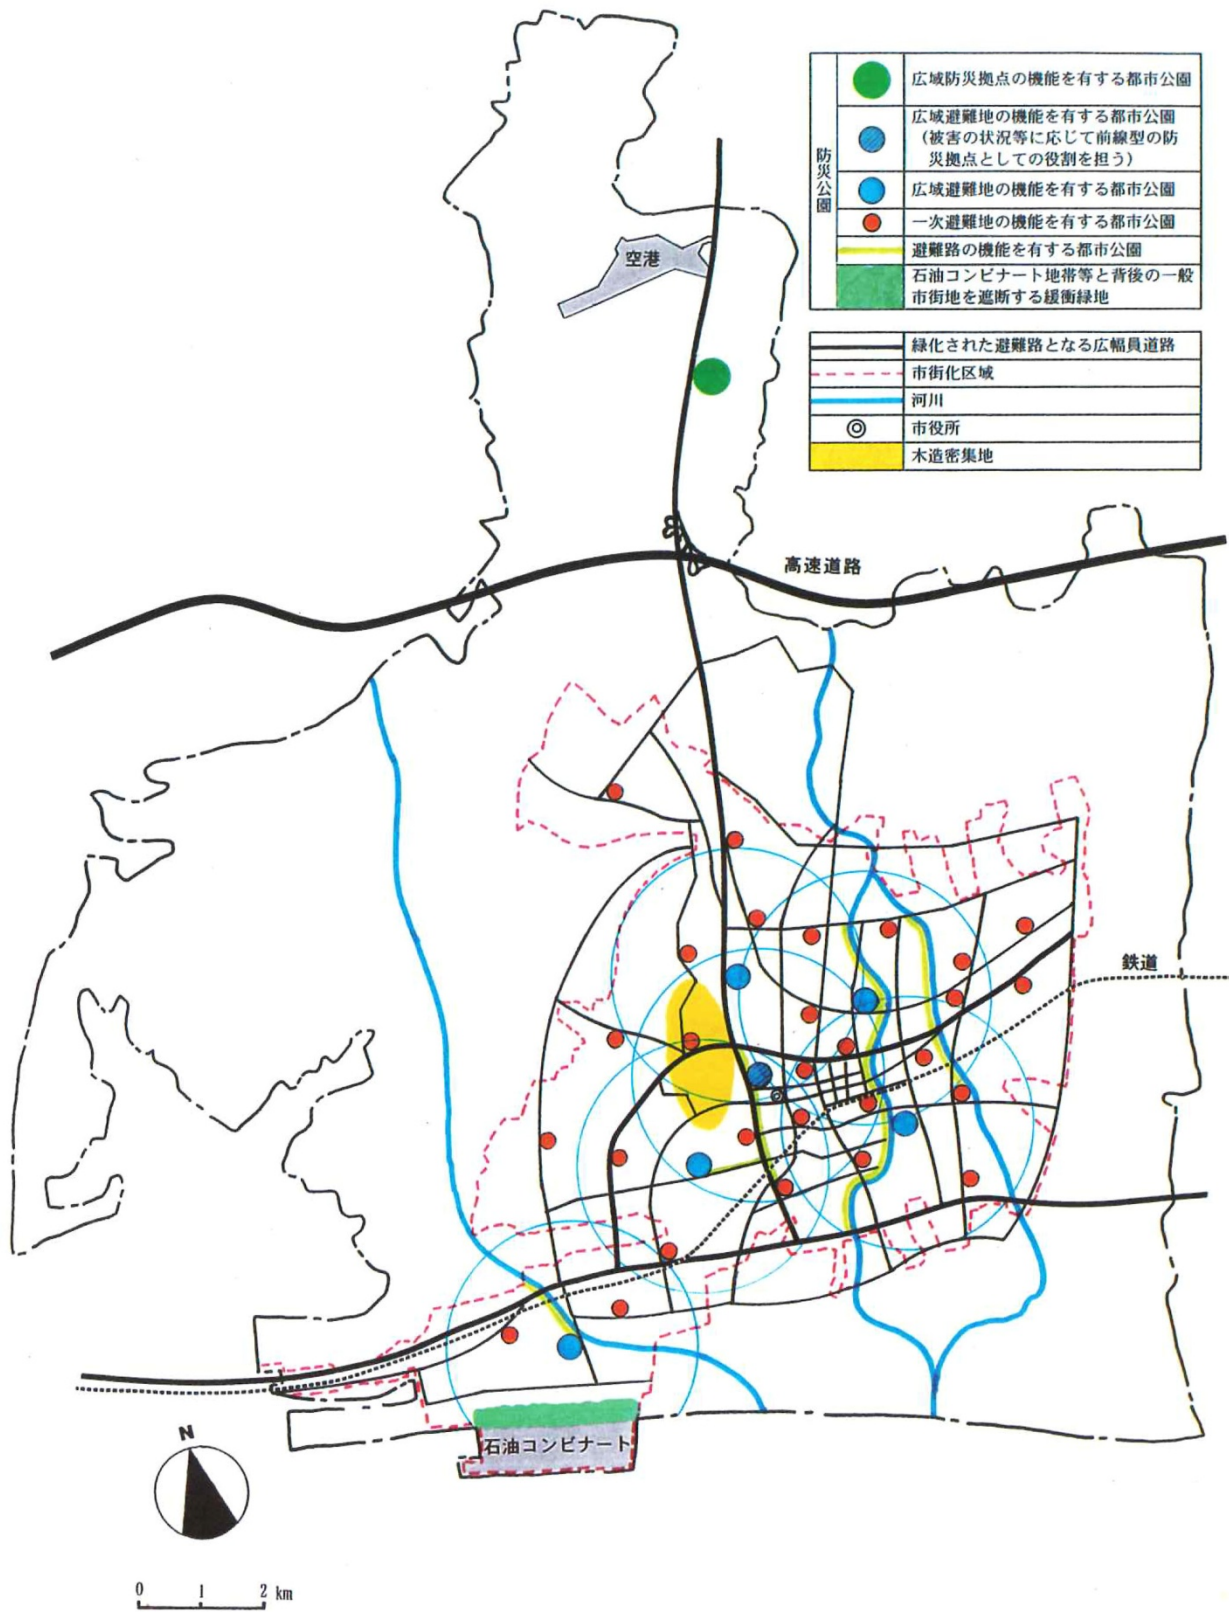 防災公園
広域防災拠点の機能を有する都市公園
広域避難地の機能を有する都市公園
（被害の状況等に応じて前線型の防
災拠点としての役割を担う）
広域避難地の機能を有する都市公園
一次避難地の機能を有する都市公園
避難路の機能を有する都市公園
石油コンビナート地帯等と背後の一般
市街地を遮断する緩衝緑地
緑化された避難路となる広幅員道路
市街化区域
河川
市役所
木造密集地
空港
高速道路
鉄道
石油コンビナート
N
0 1 2 km